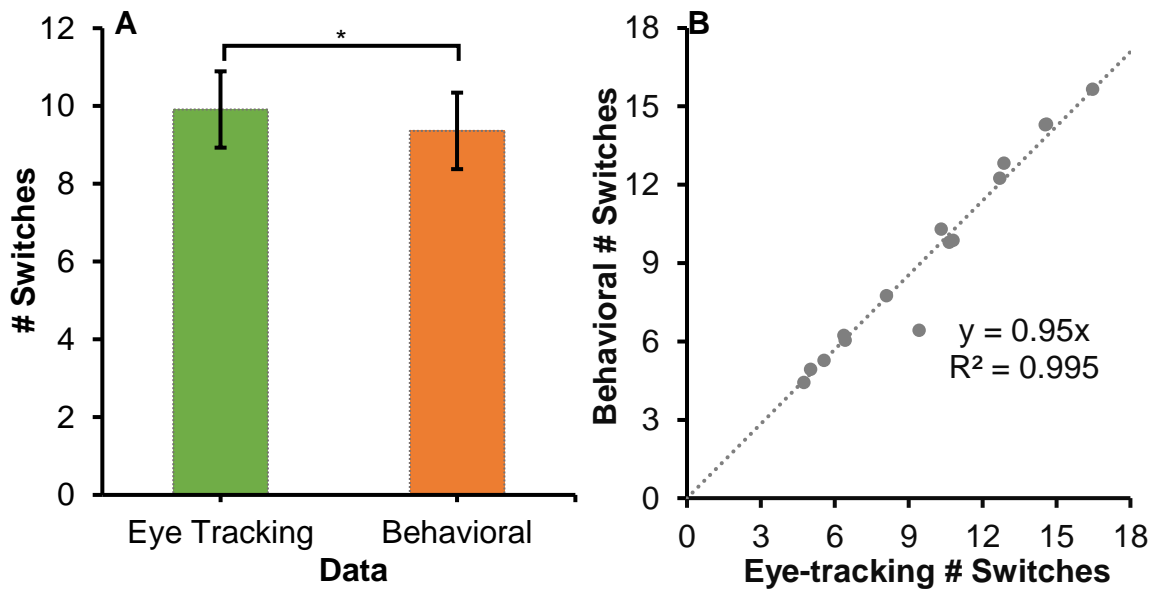 A
*
12
10
8
6
4
2
0
# Switches
Eye Tracking
Behavioral
Data
B
18
15
12
9
6
3
0
Behavioral # Switches
y = 0.95x
R² = 0.995
0 3 6 9 12 15 18
Eye-tracking # Switches